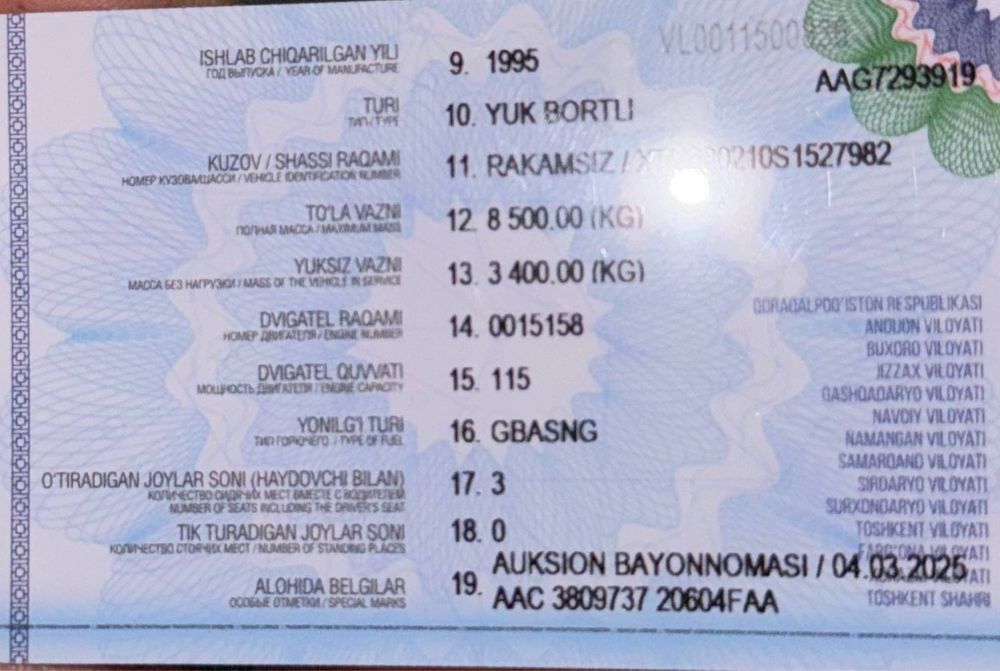 VL0011500
AAG7293919
ISHLAB CHIQARILGAN YILI
ГОД ВЫПУСКА / YEAR OF MANUFACTURE
9. 1995
TURI
ТИП / TYPE
10. YUK BORTLI
KUZOV / SHASSI RAQAMI
НОМЕР КУЗОВА/ШАССИ / VEHICLE IDENTIFICATION NUMBER
11. RAKAMSIZ / 0210S1527982
TO'LA VAZNI
ПОЛНАЯ МАССА / MAXIMUM MASS
12. 8 500.00 (KG)
YUKSIZ VAZNI
МАССА БЕЗ НАГРУЗКИ / MASS OF THE VEHICLE IN SERVICE
13. 3 400.00 (KG)
DVIGATEL RAQAMI
НОМЕР ДВИГАТЕЛЯ / ENGINE NUMBER
14. 0015158
DVIGATEL QUVVATI
МОЩНОСТЬ ДВИГАТЕЛЯ / ENGINE CAPACITY
15. 115
YONILG'I TURI
ТИП ГОРЮЧЕГО / TYPE OF FUEL
16. GBASNG
O'TIRADIGAN JOYLAR SONI (HAYDOVCHI BILAN)
КОЛИЧЕСТВО СИДЯЧИХ МЕСТ ВМЕСТЕ С ВОДИТЕЛЕМ
NUMBER OF SEATS INCLUDING THE DRIVER'S SEAT
17. 3
TIK TURADIGAN JOYLAR SONI
КОЛИЧЕСТВО СТОЯЧИХ МЕСТ / NUMBER OF STANDING PLACES
18. 0
ALOHIDA BELGILAR
ОСОБЫЕ ОТМЕТКИ / SPECIAL MARKS
19. AUKSION BAYONNOMASI / 04.03.2025
AAC 3809737 20604FAA
QORAQALPOG'ISTON RESPUBLIKASI
ANDIJON VILOYATI
BUXORO VILOYATI
JIZZAX VILOYATI
QASHQADARYO VILOYATI
NAVOIY VILOYATI
NAMANGAN VILOYATI
SAMARQAND VILOYATI
SIRDARYO VILOYATI
SURXONDARYO VILOYATI
TOSHKENT VILOYATI
FARG'ONA VILOYATI
TOSHKENT SHAHRI